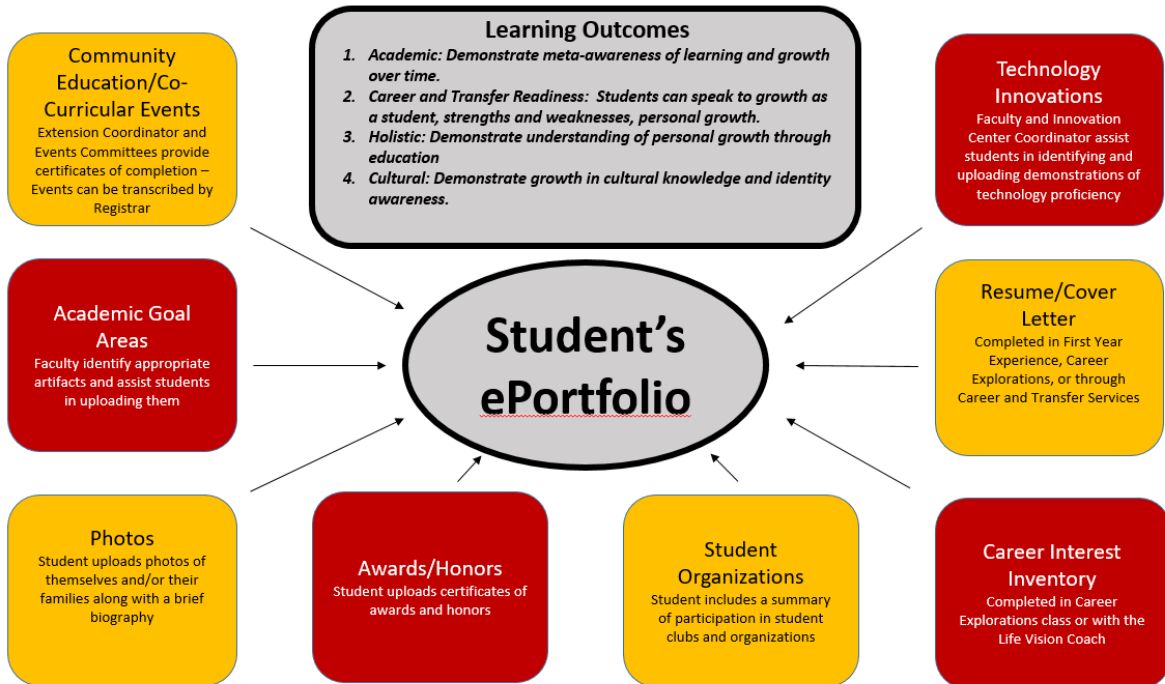 Learning Outcomes
1. Academic: Demonstrate meta-awareness of learning and growth
over time.
2. Career and Transfer Readiness:  Students can speak to growth as
a student, strengths and weaknesses, personal growth.
3. Holistic: Demonstrate understanding of personal growth through
education
4. Cultural: Demonstrate growth in cultural knowledge and identity
awareness.
Community
Education/Co-
Curricular Events
Extension Coordinator and
Events Committees provide
certificates of completion –
Events can be transcribed by
Registrar
Technology
Innovations
Faculty and Innovation
Center Coordinator assist
students in identifying and
uploading demonstrations of
technology proficiency
Academic Goal
Areas
Faculty identify appropriate
artifacts and assist students
in uploading them
Student’s
ePortfolio
Resume/Cover
Letter
Completed in First Year
Experience, Career
Explorations, or through
Career and Transfer Services
Photos
Student uploads photos of
themselves and/or their
families along with a brief
biography
Awards/Honors
Student uploads certificates of
awards and honors
Student
Organizations
Student includes a summary
of participation in student
clubs and organizations
Career Interest
Inventory
Completed in Career
Explorations class or with the
Life Vision Coach